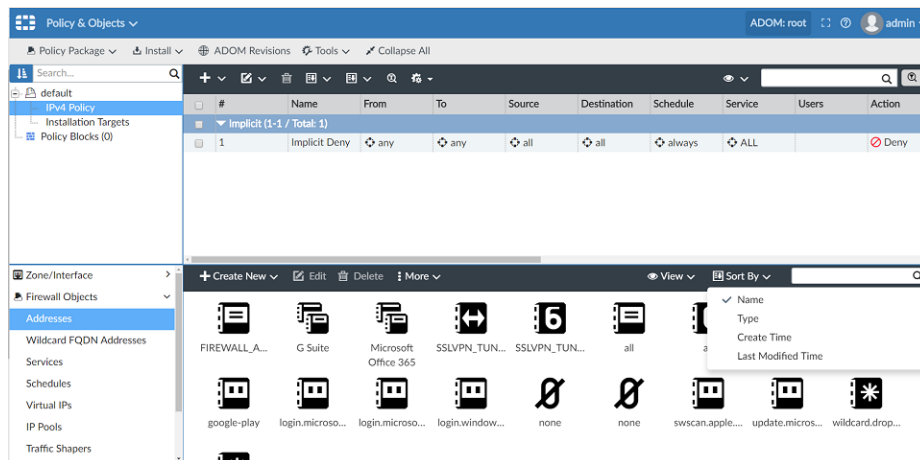 Policy & Objects
ADOM: root
admin
Policy Package
Install
ADOM Revisions
Tools
Collapse All
Search...
default
IPv4 Policy
Installation Targets
Policy Blocks (0)
# Name From To Source Destination Schedule Service Users Action
Implicit (1-1 / Total: 1)
1 Implicit Deny any any all all always ALL Deny
Zone/Interface
Firewall Objects
Addresses
Wildcard FQDN Addresses
Services
Schedules
Virtual IPs
IP Pools
Traffic Shapers
Create New Edit Delete More View Sort By
Name
Type
Create Time
Last Modified Time
FIREWALL_A... G Suite Microsoft Office 365 SSLVPN_TUN... SSLVPN_TUN... all
google-play login.microso... login.microso... login.window... none none swscan.apple.... update.micros... wildcard.drop...